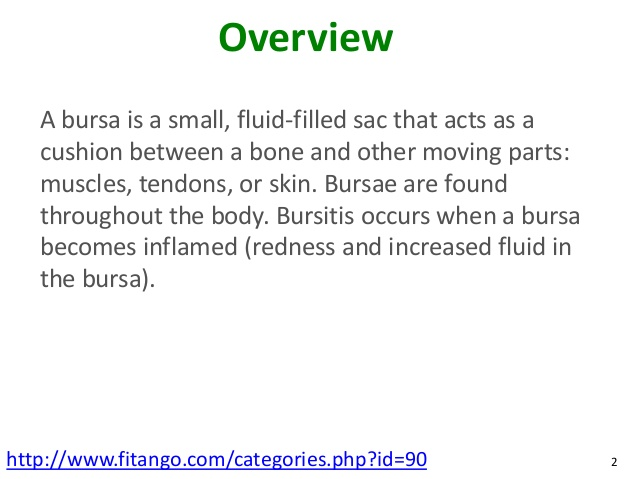 Overview
A bursa is a small, fluid-filled sac that acts as a
cushion between a bone and other moving parts:
muscles, tendons, or skin. Bursae are found
throughout the body. Bursitis occurs when a bursa
becomes inflamed (redness and increased fluid in
the bursa).
http://www.fitango.com/categories.php?id=90
2